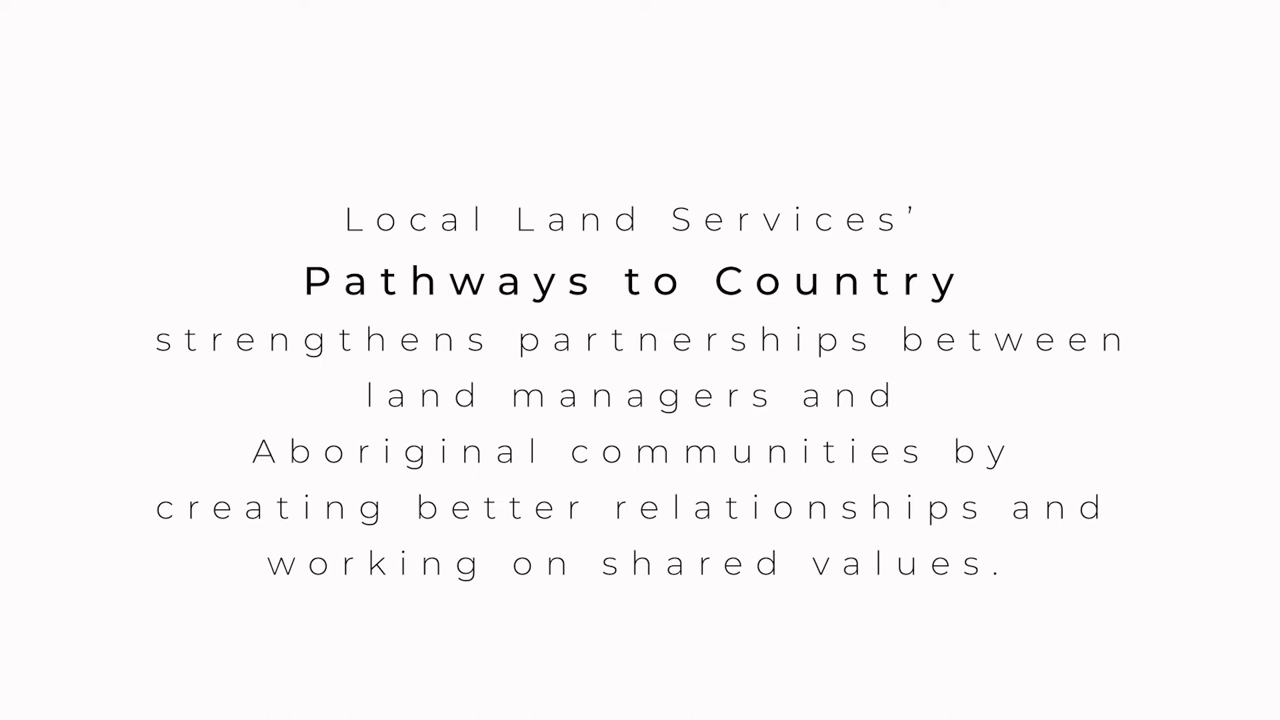 Local Land Services’
Pathways to Country
strengthens partnerships between
land managers and
Aboriginal communities by
creating better relationships and
working on shared values.